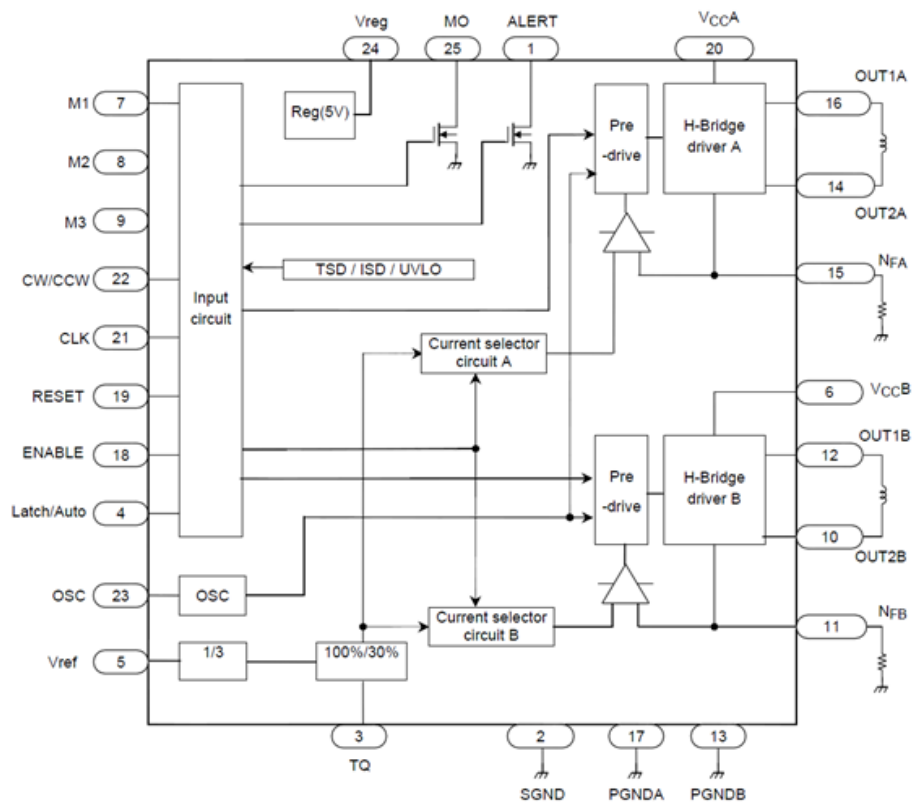 Vreg
MO
ALERT
VCCA
24
25
1
20
OUT1A
M1
7
16
Reg(5V)
Pre
-drive
H-Bridge
driver A
M2
8
14
OUT2A
M3
9
NFA
TSD / ISD / UVLO
15
CW/CCW
22
Input
circuit
CLK
21
Current selector
circuit A
RESET
19
6
VCCB
OUT1B
ENABLE
18
12
Pre
-drive
H-Bridge
driver B
Latch/Auto
4
10
OUT2B
OSC
23
OSC
NFB
Current selector
circuit B
11
Vref
5
1/3
100%/30%
3
2
17
13
TQ
SGND
PGNDA
PGNDB